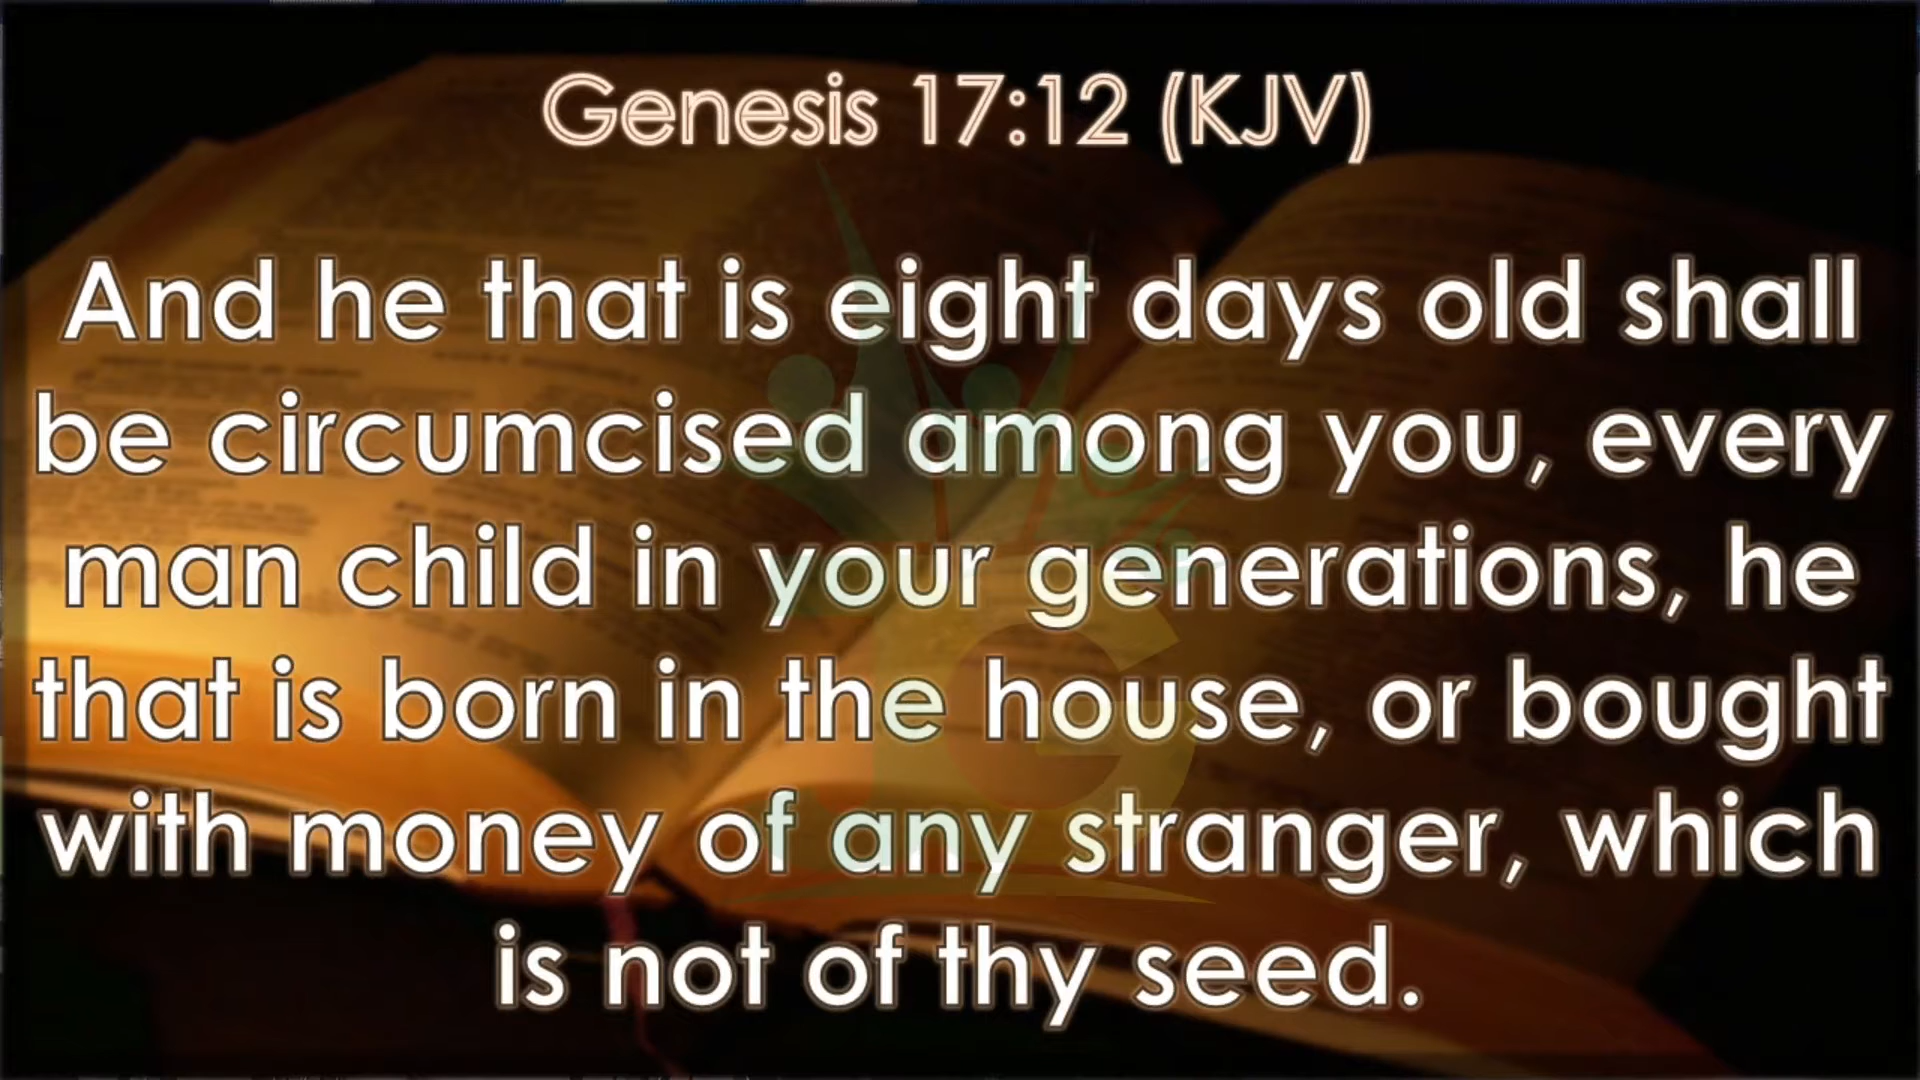 Genesis 17:12 (KJV)
And he that is eight days old shall
be circumcised among you, every
man child in your generations, he
that is born in the house, or bought
with money of any stranger, which
is not of thy seed.